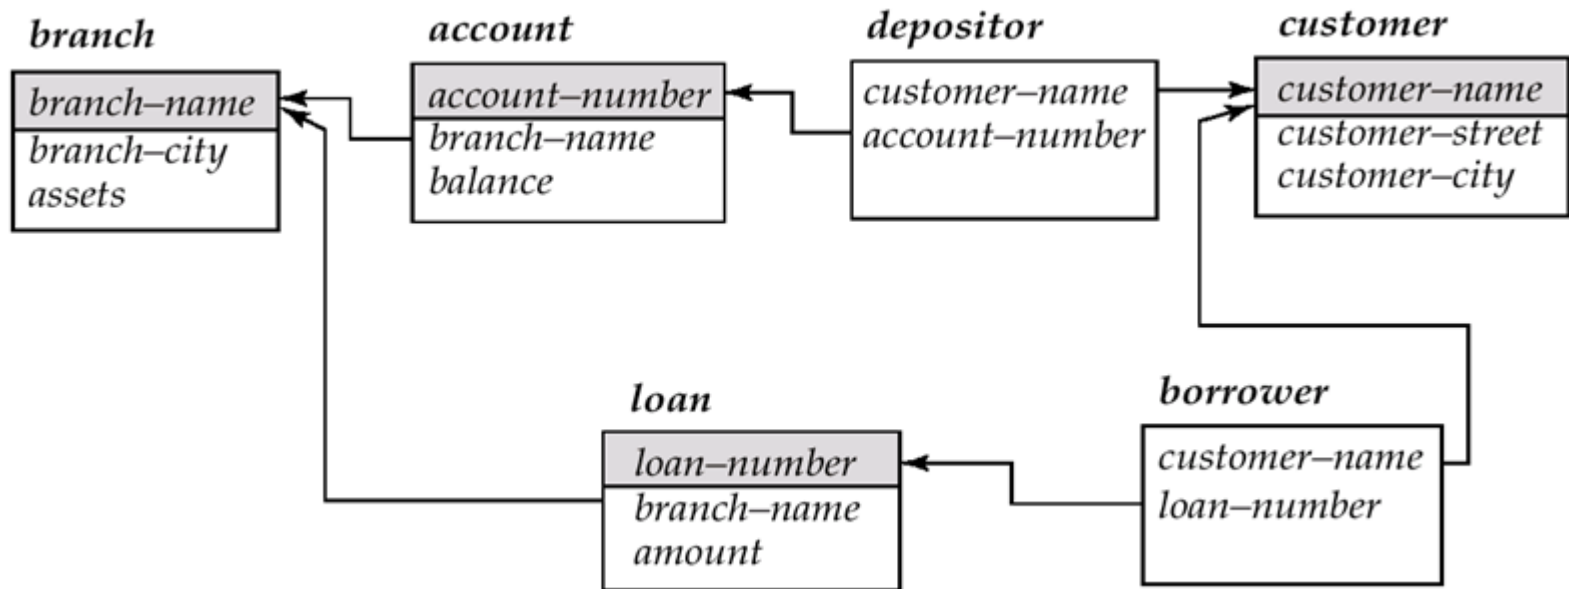 branch
branch–name
branch–city
assets
account
account–number
branch–name
balance
depositor
customer–name
account–number
customer
customer–name
customer–street
customer–city
loan
loan–number
branch–name
amount
borrower
customer–name
loan–number